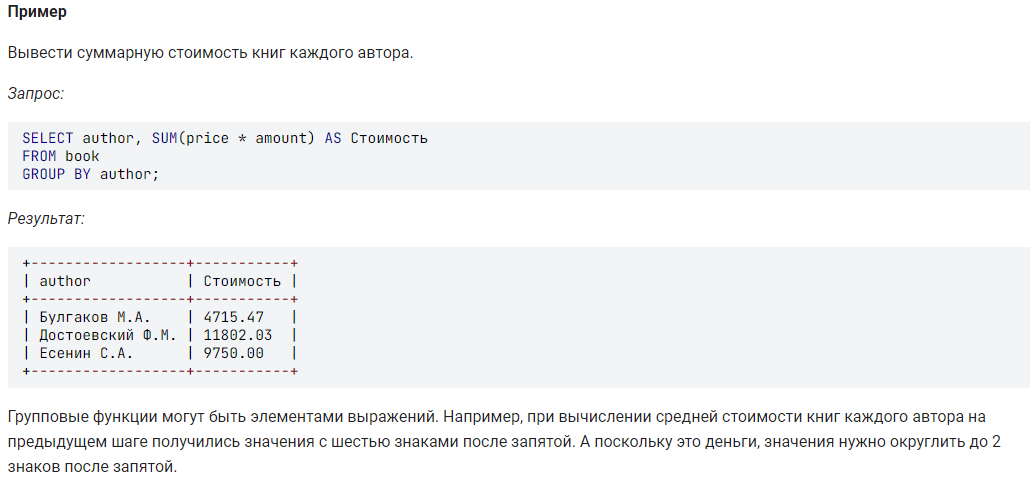 Пример
Вывести суммарную стоимость книг каждого автора.
Запрос:
SELECT author, SUM(price * amount) AS Стоимость
FROM book
GROUP BY author;
Результат:
+------------------+-----------+
| author           | Стоимость |
+------------------+-----------+
| Булгаков М.А.    | 4715.47   |
| Достоевский Ф.М. | 11802.03  |
| Есенин С.А.      | 9750.00   |
+------------------+-----------+
Групповые функции могут быть элементами выражений. Например, при вычислении средней стоимости книг каждого автора на
предыдущем шаге получились значения с шестью знаками после запятой. А поскольку это деньги, значения нужно округлить до 2
знаков после запятой.